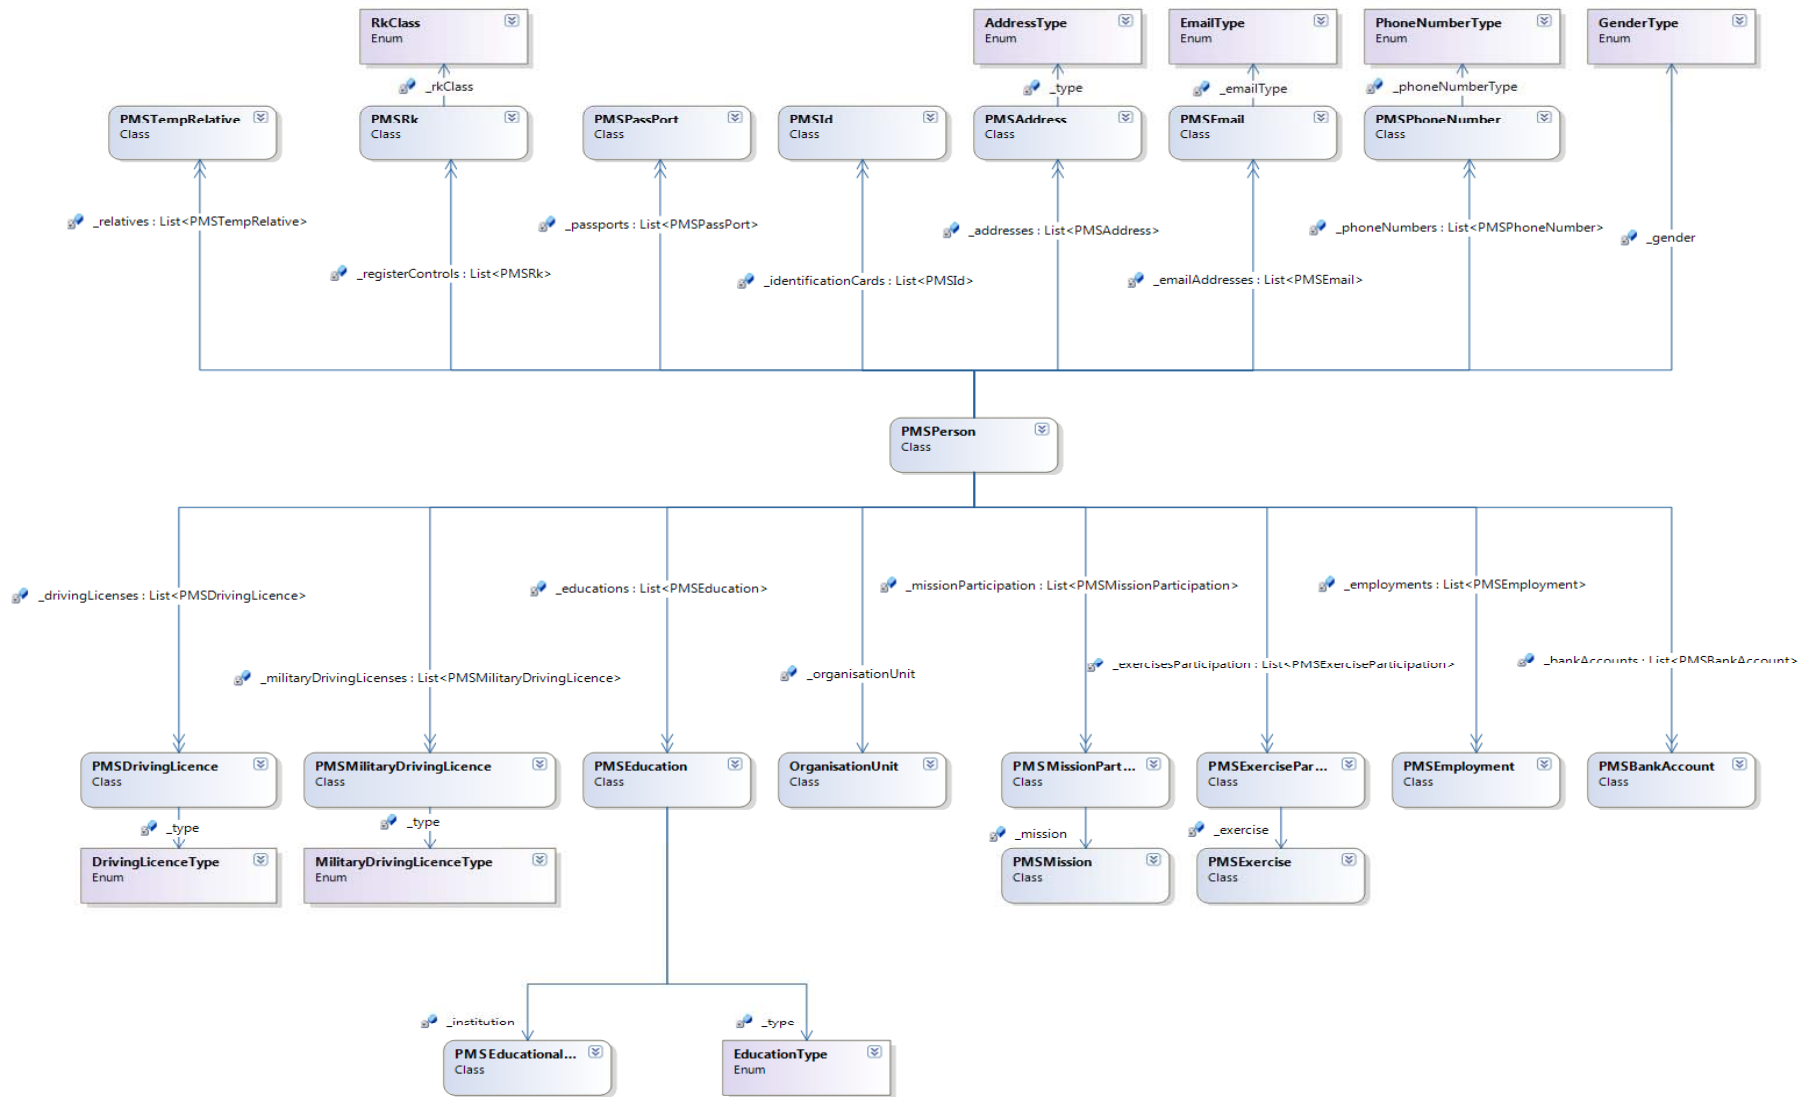 RkClass
Enum
AddressType
Enum
EmailType
Enum
PhoneNumberType
Enum
GenderType
Enum
_rkClass
_type
_emailType
_phoneNumberType
PMSTempRelative
Class
PMSRk
Class
PMSPassPort
Class
PMSId
Class
PMSAddress
Class
PMSEmail
Class
PMSPhoneNumber
Class
_relatives : List<PMSTempRelative>
_registerControls : List<PMSRk>
_passports : List<PMSPassPort>
_identificationCards : List<PMSId>
_addresses : List<PMSAddress>
_emailAddresses : List<PMSEmail>
_phoneNumbers : List<PMSPhoneNumber>
_gender
PMSPerson
Class
_drivingLicenses : List<PMSDrivingLicence>
_militaryDrivingLicenses : List<PMSMilitaryDrivingLicence>
_educations : List<PMSEducation>
_organisationUnit
_missionParticipation : List<PMSMissionParticipation>
_exercisesParticipation : List<PMSExerciseParticipation>
_employments : List<PMSEmployment>
_bankAccounts : List<PMSBankAccount>
PMSDrivingLicence
Class
PMSMilitaryDrivingLicence
Class
PMSEducation
Class
OrganisationUnit
Class
PMSMissionPart...
Class
PMSExercisePar...
Class
PMSEmployment
Class
PMSBankAccount
Class
_type
_type
_mission
_exercise
DrivingLicenceType
Enum
MilitaryDrivingLicenceType
Enum
PMSMission
Class
PMSExercise
Class
_institution
_type
PMSEducational...
Class
EducationType
Enum